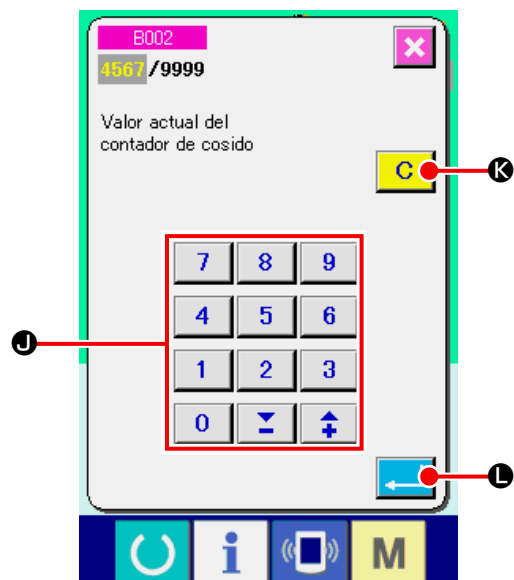 B002
4567/9999
Valor actual del
contador de cosido
C
K
7 8 9
4 5 6
J
1 2 3
0
L
i M